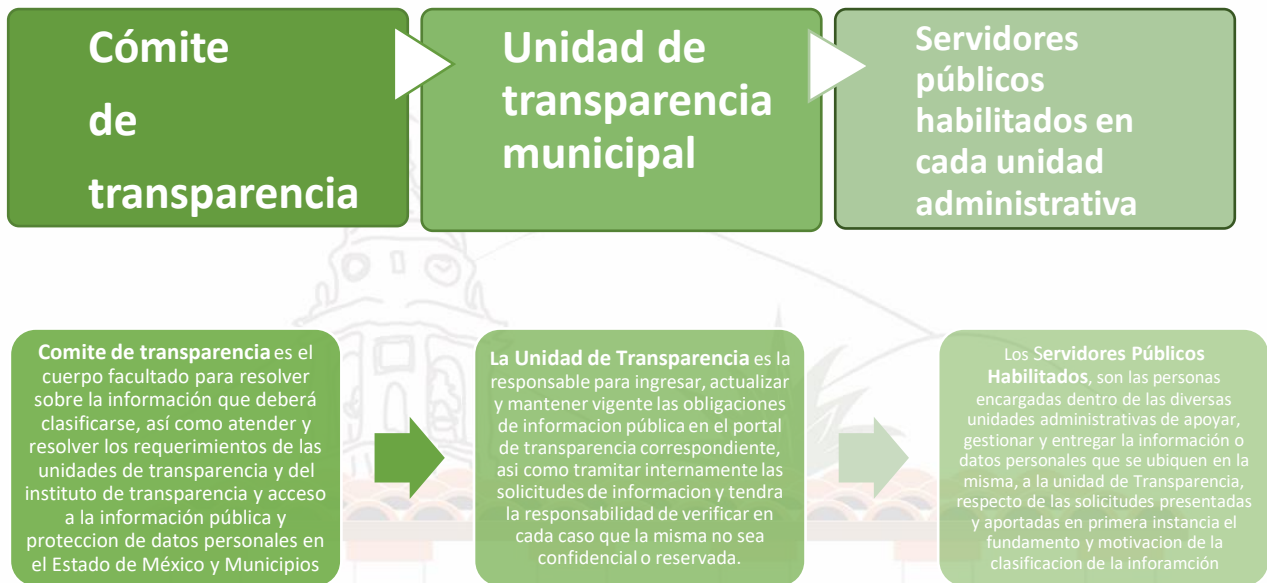 Cómite
de
transparencia
Unidad de
transparencia
municipal
Servidores
públicos
habilitados en
cada unidad
administrativa
Comite de transparencia es el
cuerpo facultado para resolver
sobre la información que deberá
clasificarse, así como atender y
resolver los requerimientos de las
unidades de transparencia y del
instituto de transparencia y acceso
a la información pública y
proteccion de datos personales en
el Estado de México y Municipios
La Unidad de Transparencia es la
responsable para ingresar, actualizar
y mantener vigente las obligaciones
de informacion pública en el portal
de transparencia correspondiente,
asi como tramitar internamente las
solicitudes de informacion y tendra
la responsabilidad de verificar en
cada caso que la misma no sea
confidencial o reservada.
Los Servidores Públicos
Habilitados, son las personas
encargadas dentro de las diversas
unidades administrativas de apoyar,
gestionar y entregar la información o
datos personales que se ubiquen en la
misma, a la unidad de Transparencia,
respecto de las solicitudes presentadas
y aportadas en primera instancia el
fundamento y motivacion de la
clasificacion de la inforamción